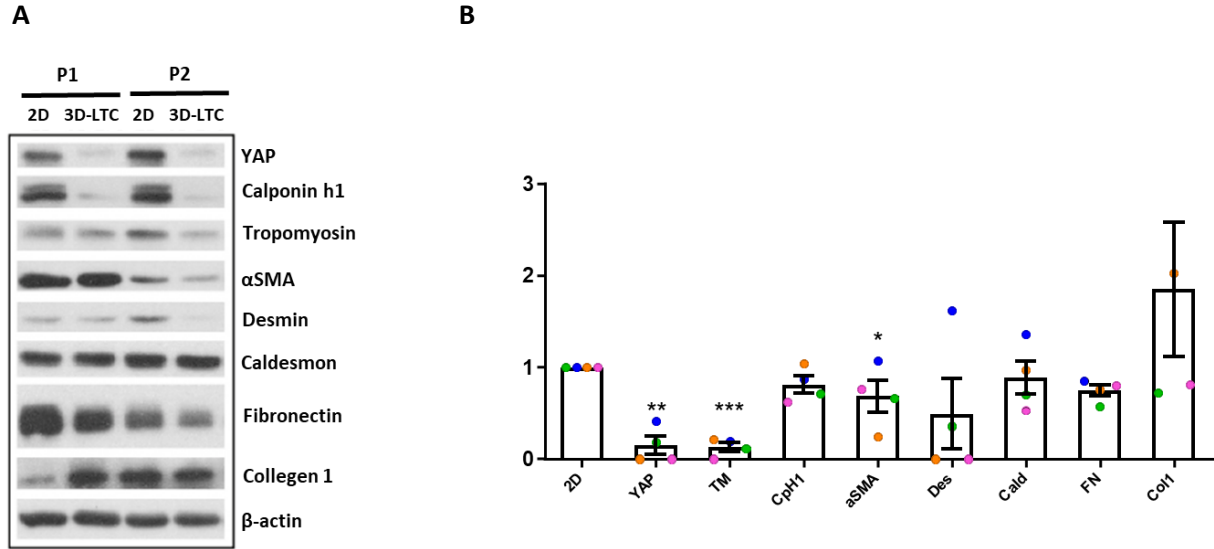 A
B
P1 P2
2D 3D-LTC 2D 3D-LTC
YAP
Calponin h1
Tropomyosin
αSMA
Desmin
Caldesmon
Fibronectin
Collegen 1
β-actin
3
2
1
0
*
** ***
2D YAP TM CpH1 aSMA Des Cald FN Col1